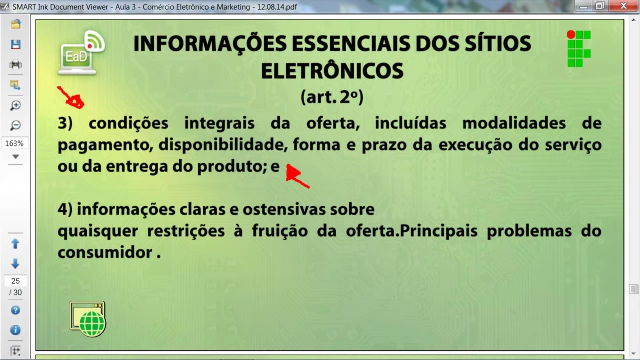 SMART Ink Document Viewer - Aula 3 - Comércio Eletrônico e Marketing - 12.08.14.pdf
EaD
INFORMAÇÕES ESSENCIAIS DOS SÍTIOS
ELETRÔNICOS
(art. 2º)
3) condições integrais da oferta, incluídas modalidades de
pagamento, disponibilidade, forma e prazo da execução do serviço
ou da entrega do produto; e
4) informações claras e ostensivas sobre
quaisquer restrições à fruição da oferta.Principais problemas do
consumidor .
163%
25
/ 30